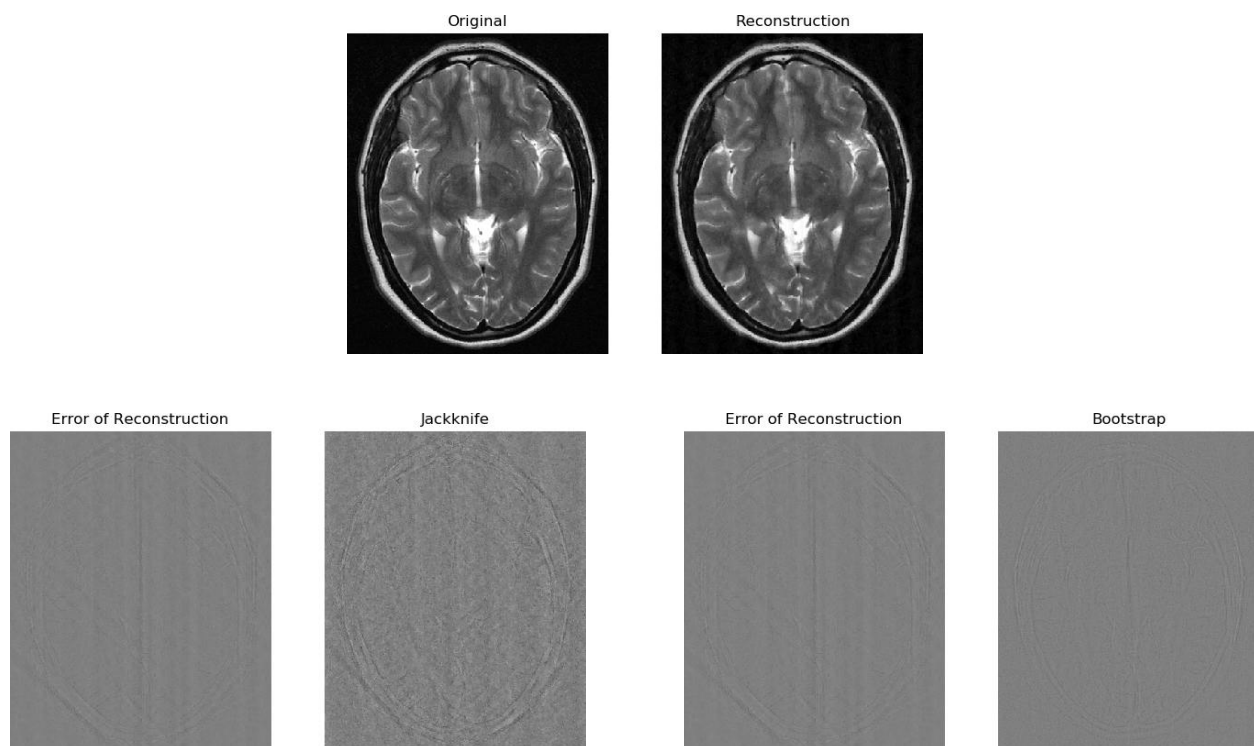 Original
Reconstruction
Error of Reconstruction
Jackknife
Error of Reconstruction
Bootstrap